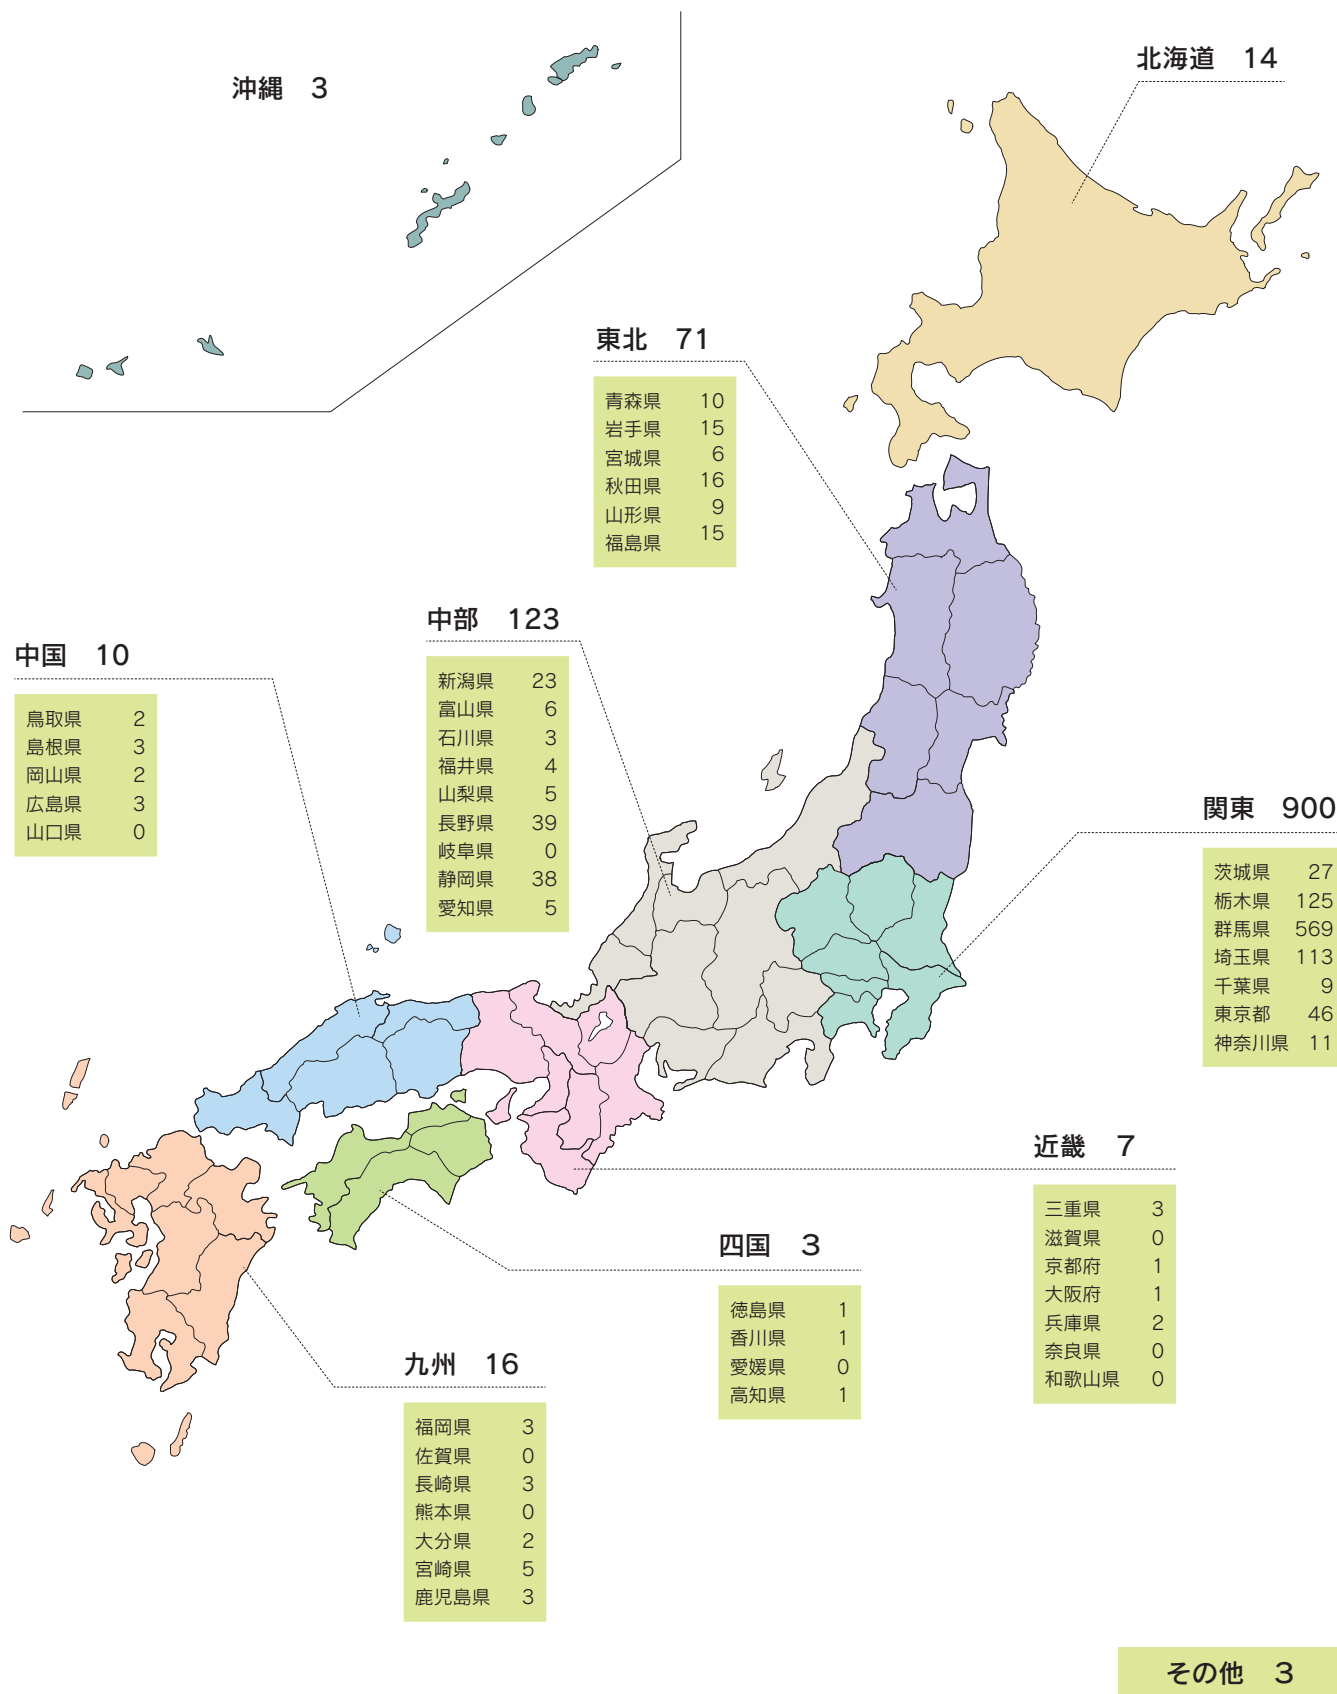 沖縄 3
北海道 14
東北 71
青森県 10
岩手県 15
宮城県 6
秋田県 16
山形県 9
福島県 15
中部 123
新潟県 23
富山県 6
石川県 3
福井県 4
山梨県 5
長野県 39
岐阜県 0
静岡県 38
愛知県 5
中国 10
鳥取県 2
島根県 3
岡山県 2
広島県 3
山口県 0
関東 900
茨城県 27
栃木県 125
群馬県 569
埼玉県 113
千葉県 9
東京都 46
神奈川県 11
近畿 7
三重県 3
滋賀県 0
京都府 1
大阪府 1
兵庫県 2
奈良県 0
和歌山県 0
四国 3
徳島県 1
香川県 1
愛媛県 0
高知県 1
九州 16
福岡県 3
佐賀県 0
長崎県 3
熊本県 0
大分県 2
宮崎県 5
鹿児島県 3
その他 3